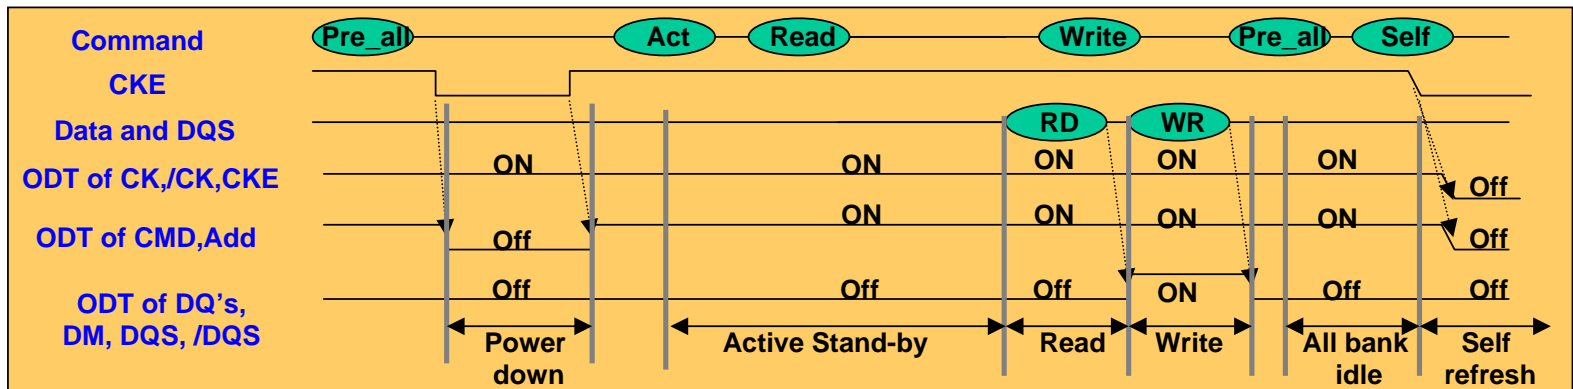 Command Pre_all Act Read Write Pre_all Self
CKE
Data and DQS RD WR
ON ON ON ON ON
ODT of CK,/CK,CKE Off
ON ON ON ON
ODT of CMD,Add Off Off
Off Off Off ON Off Off
ODT of DQ's,
DM, DQS, /DQS
Power Active Stand-by Read Write All bank Self
down idle refresh